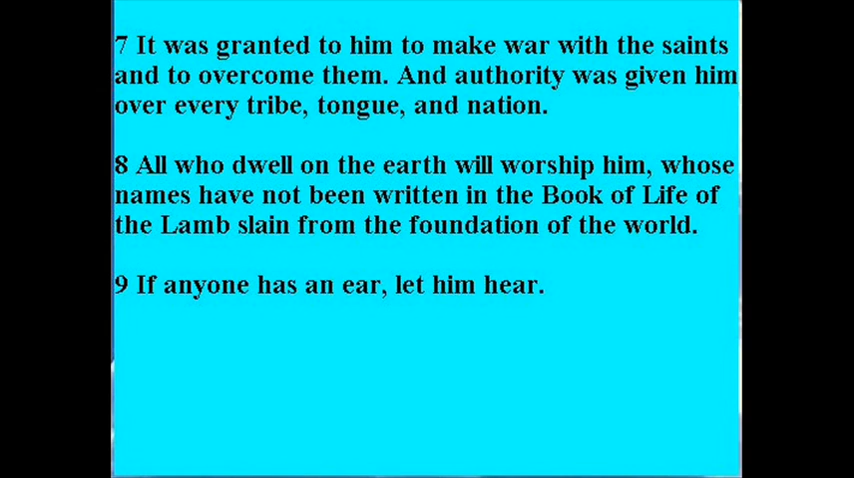 7 It was granted to him to make war with the saints
and to overcome them. And authority was given him
over every tribe, tongue, and nation.
8 All who dwell on the earth will worship him, whose
names have not been written in the Book of Life of
the Lamb slain from the foundation of the world.
9 If anyone has an ear, let him hear.